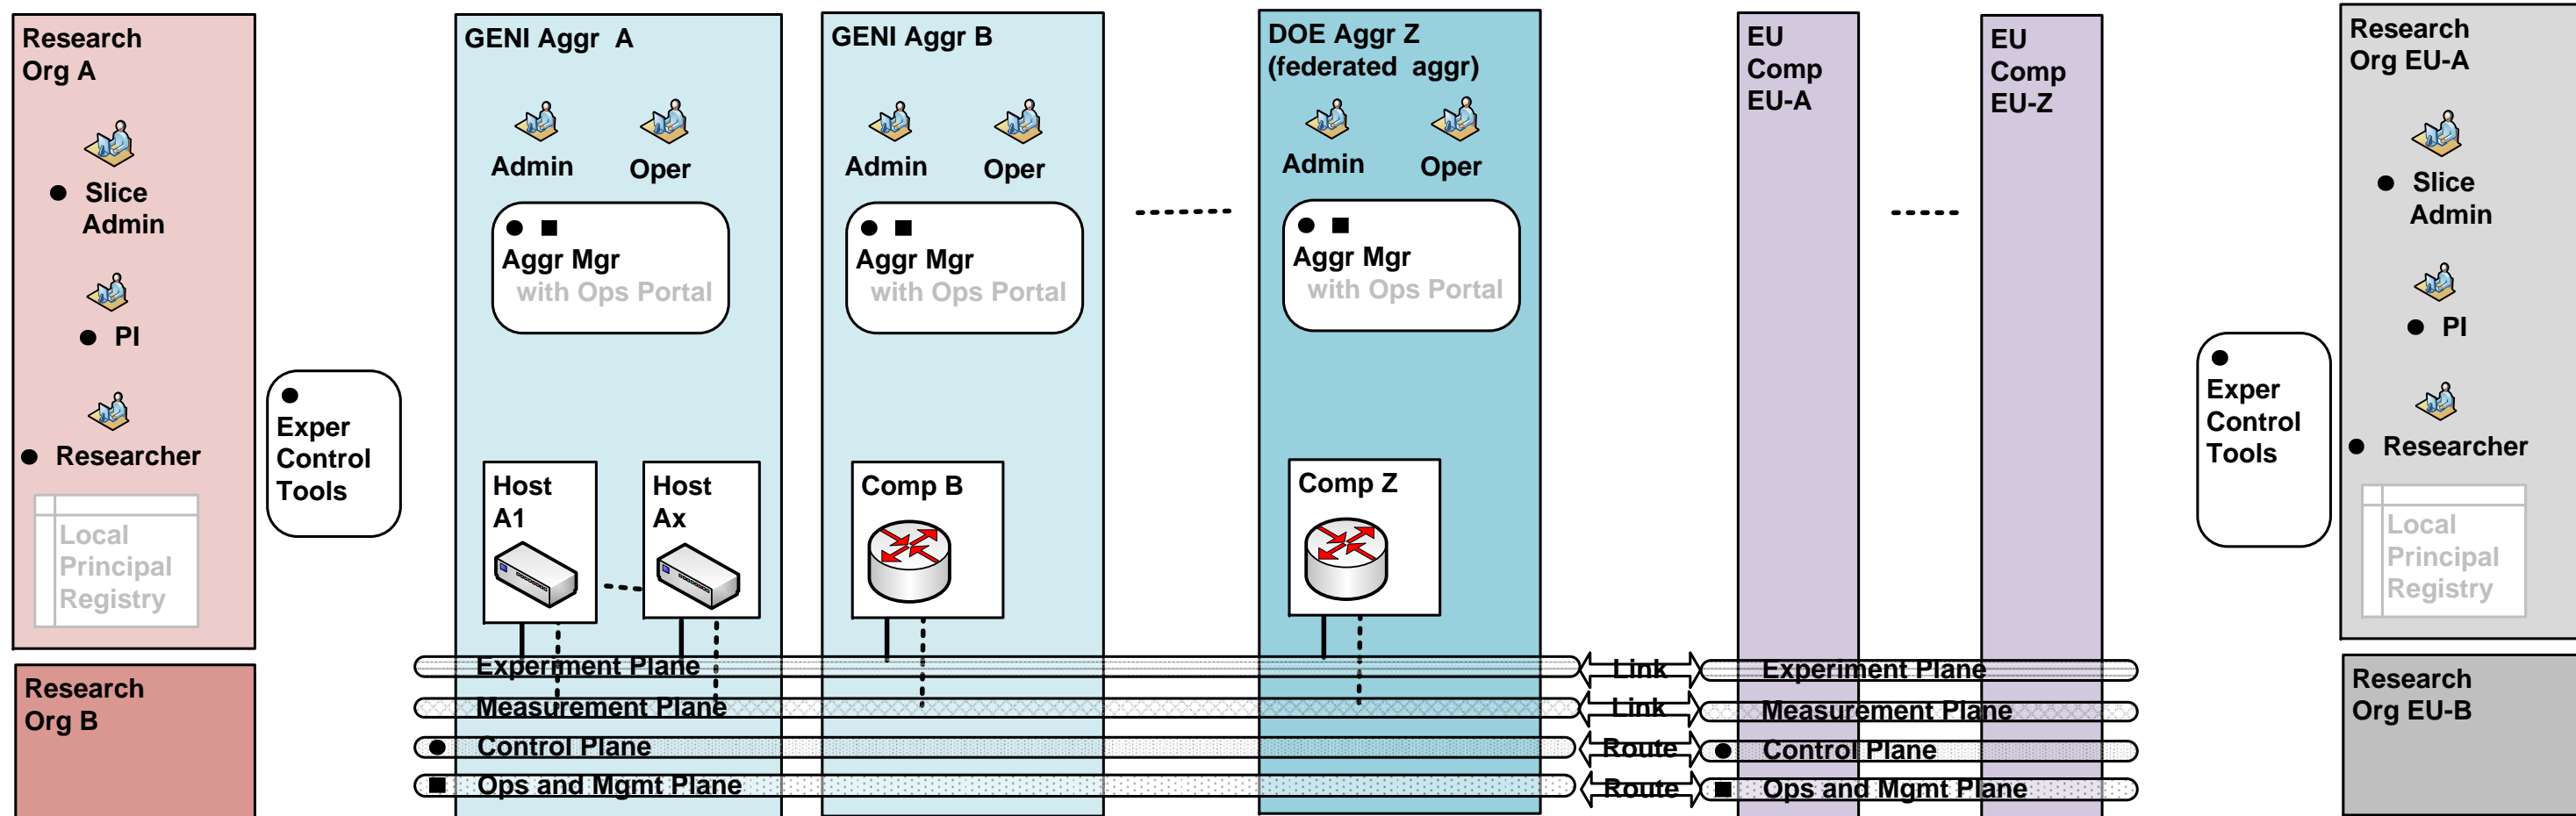 Research
Org A
Slice
Admin
PI
Researcher
Local
Principal
Registry
Research
Org B
Exper
Control
Tools
GENI Aggr A
Admin
Oper
Aggr Mgr
with Ops Portal
Host
A1
Host
Ax
GENI Aggr B
Admin
Oper
Aggr Mgr
with Ops Portal
Comp B
DOE Aggr Z
(federated aggr)
Admin
Oper
Aggr Mgr
with Ops Portal
Comp Z
EU
Comp
EU-A
EU
Comp
EU-Z
Experiment Plane
Link
Experiment Plane
Measurement Plane
Link
Measurement Plane
Control Plane
Route
Control Plane
Ops and Mgmt Plane
Route
Ops and Mgmt Plane
Exper
Control
Tools
Research
Org EU-A
Slice
Admin
PI
Researcher
Local
Principal
Registry
Research
Org EU-B